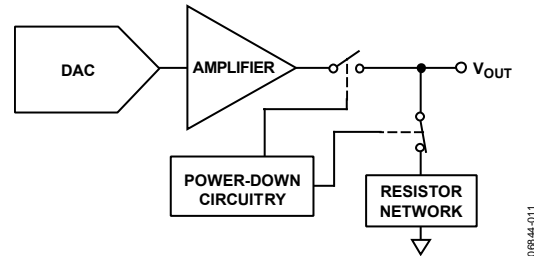 DAC
AMPLIFIER
VOUT
POWER-DOWN
CIRCUITRY
RESISTOR
NETWORK
06844-011